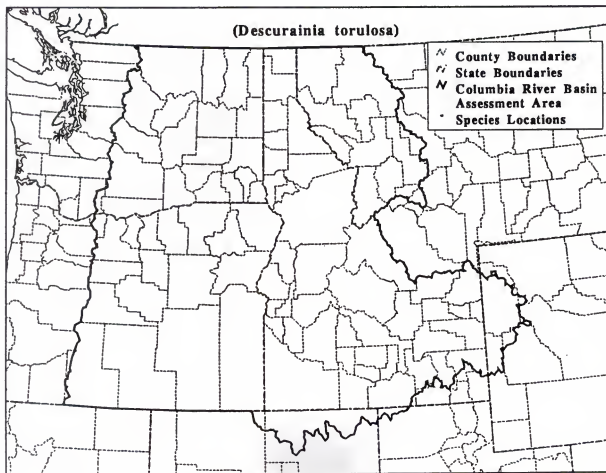 (Descurainia torulosa)
County Boundaries
State Boundaries
Columbia River Basin
Assessment Area
Species Locations